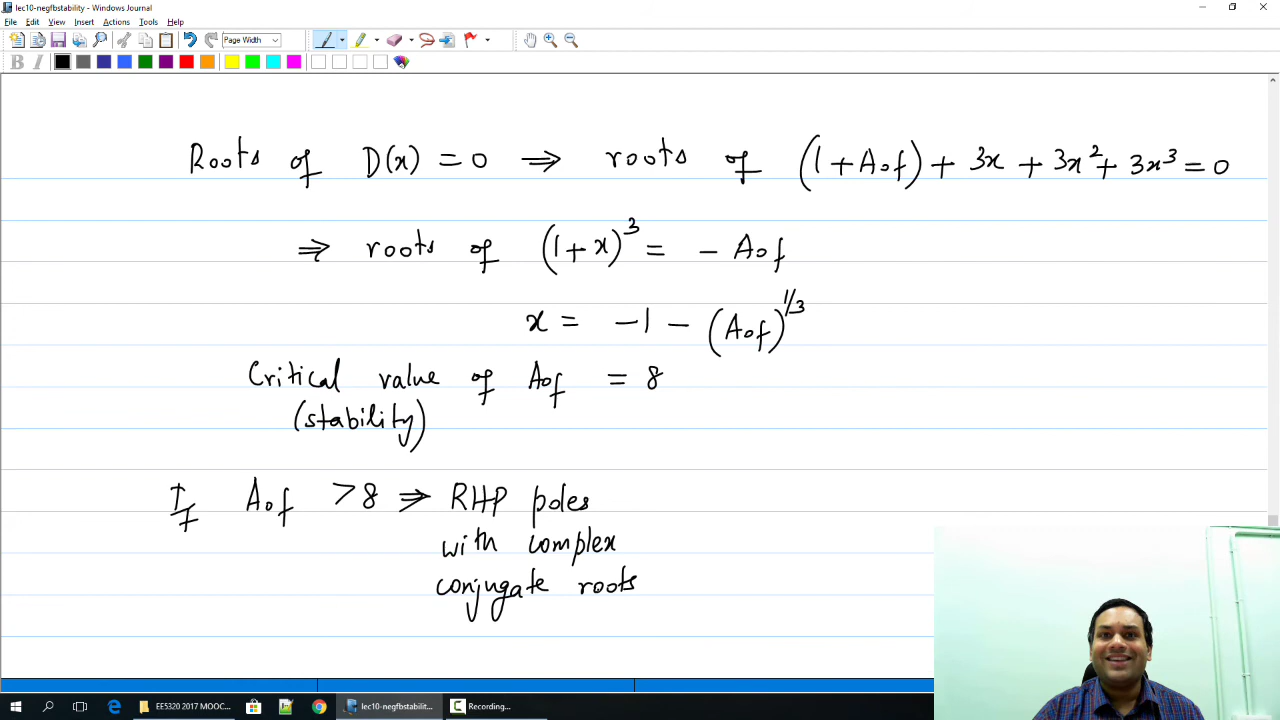 lec10-negfbstability - Windows Journal
File Edit View Insert Actions Tools Help
Page Width
B I
Roots of D(x) = 0 ⇒ roots of (1 + Aof) + 3x + 3x² + 3x³ = 0
⇒ roots of (1+x)³ = - Aof
x = -1 - (Aof)^1/3
Critical value of Aof = 8
(stability)
If Aof > 8 ⇒ RHP poles
with complex
conjugate roots
EE5320 2017 MOOC... lec10-negfbstabilit... Recording...